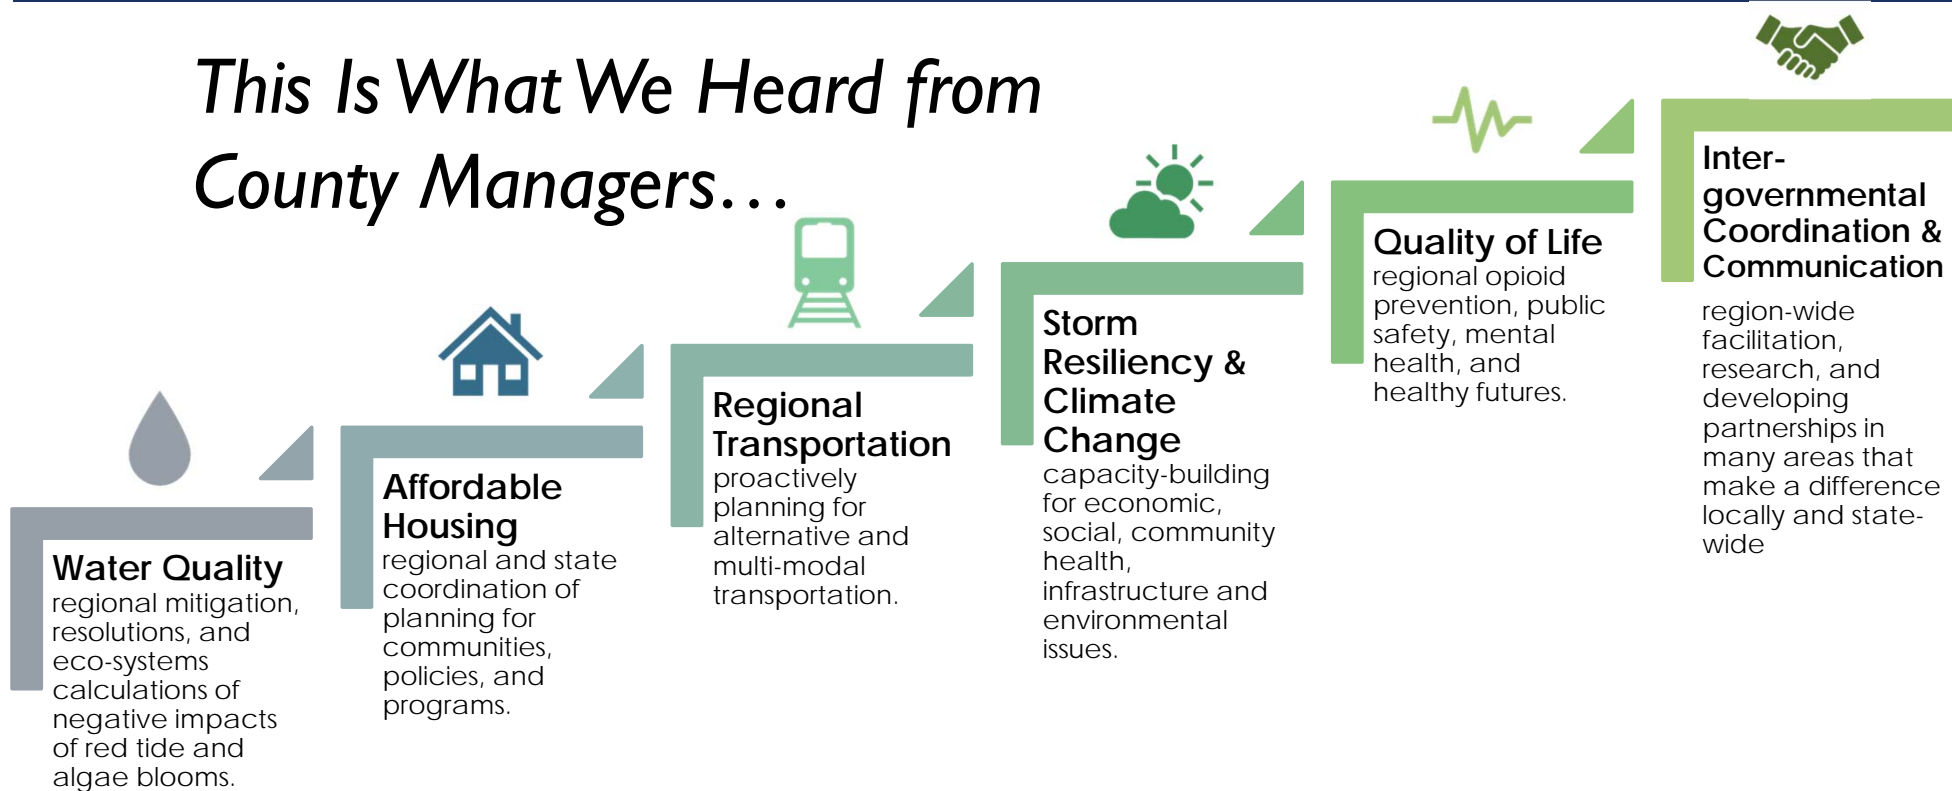 This Is What We Heard from
County Managers…
Water Quality
regional mitigation,
resolutions, and
eco-systems
calculations of
negative impacts
of red tide and
algae blooms.
Affordable
Housing
regional and state
coordination of
planning for
communities,
policies, and
programs.
Regional
Transportation
proactively
planning for
alternative and
multi-modal
transportation.
Storm
Resiliency &
Climate
Change
capacity-building
for economic,
social, community
health,
infrastructure and
environmental
issues.
Quality of Life
regional opioid
prevention, public
safety, mental
health, and
healthy futures.
Inter-
governmental
Coordination &
Communication
region-wide
facilitation,
research, and
developing
partnerships in
many areas that
make a difference
locally and state-
wide